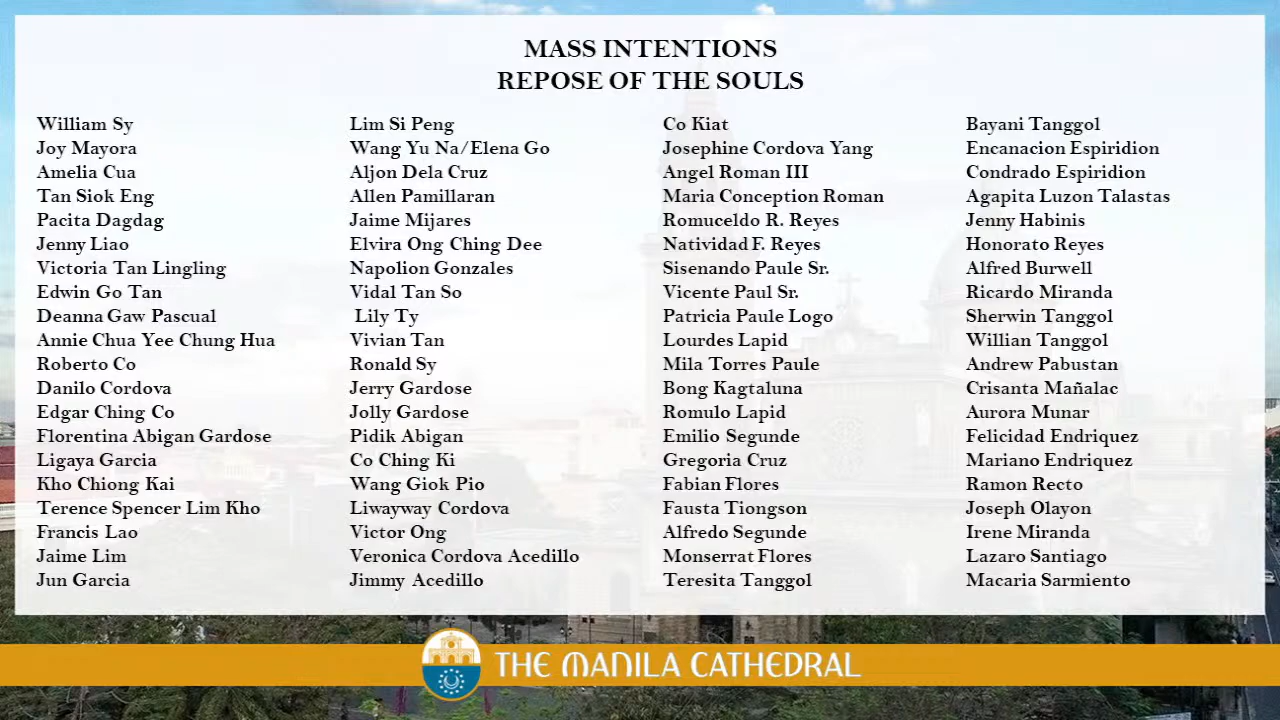 MASS INTENTIONS
REPOSE OF THE SOULS
William Sy
Joy Mayora
Amelia Cua
Tan Siok Eng
Pacita Dagdag
Jenny Liao
Victoria Tan Lingling
Edwin Go Tan
Deanna Gaw Pascual
Annie Chua Yee Chung Hua
Roberto Co
Danilo Cordova
Edgar Ching Co
Florentina Abigan Gardose
Ligaya Garcia
Kho Chiong Kai
Terence Spencer Lim Kho
Francis Lao
Jaime Lim
Jun Garcia
Lim Si Peng
Wang Yu Na/Elena Go
Aljon Dela Cruz
Allen Pamillaran
Jaime Mijares
Elvira Ong Ching Dee
Napolion Gonzales
Vidal Tan So
Lily Ty
Vivian Tan
Ronald Sy
Jerry Gardose
Jolly Gardose
Pidik Abigan
Co Ching Ki
Wang Giok Pio
Liwayway Cordova
Victor Ong
Veronica Cordova Acedillo
Jimmy Acedillo
Co Kiat
Josephine Cordova Yang
Angel Roman III
Maria Conception Roman
Romuceldo R. Reyes
Natividad F. Reyes
Sisenando Paule Sr.
Vicente Paul Sr.
Patricia Paule Logo
Lourdes Lapid
Mila Torres Paule
Bong Kagtaluna
Romulo Lapid
Emilio Segunde
Gregoria Cruz
Fabian Flores
Fausta Tiongson
Alfredo Segunde
Monserrat Flores
Teresita Tanggol
Bayani Tanggol
Encanacion Espiridion
Condrado Espiridion
Agapita Luzon Talastas
Jenny Habinis
Honorato Reyes
Alfred Burwell
Ricardo Miranda
Sherwin Tanggol
Willian Tanggol
Andrew Pabustan
Crisanta Mañalac
Aurora Munar
Felicidad Endriquez
Mariano Endriquez
Ramon Recto
Joseph Olayon
Irene Miranda
Lazaro Santiago
Macaria Sarmiento
THE MANILA CATHEDRAL